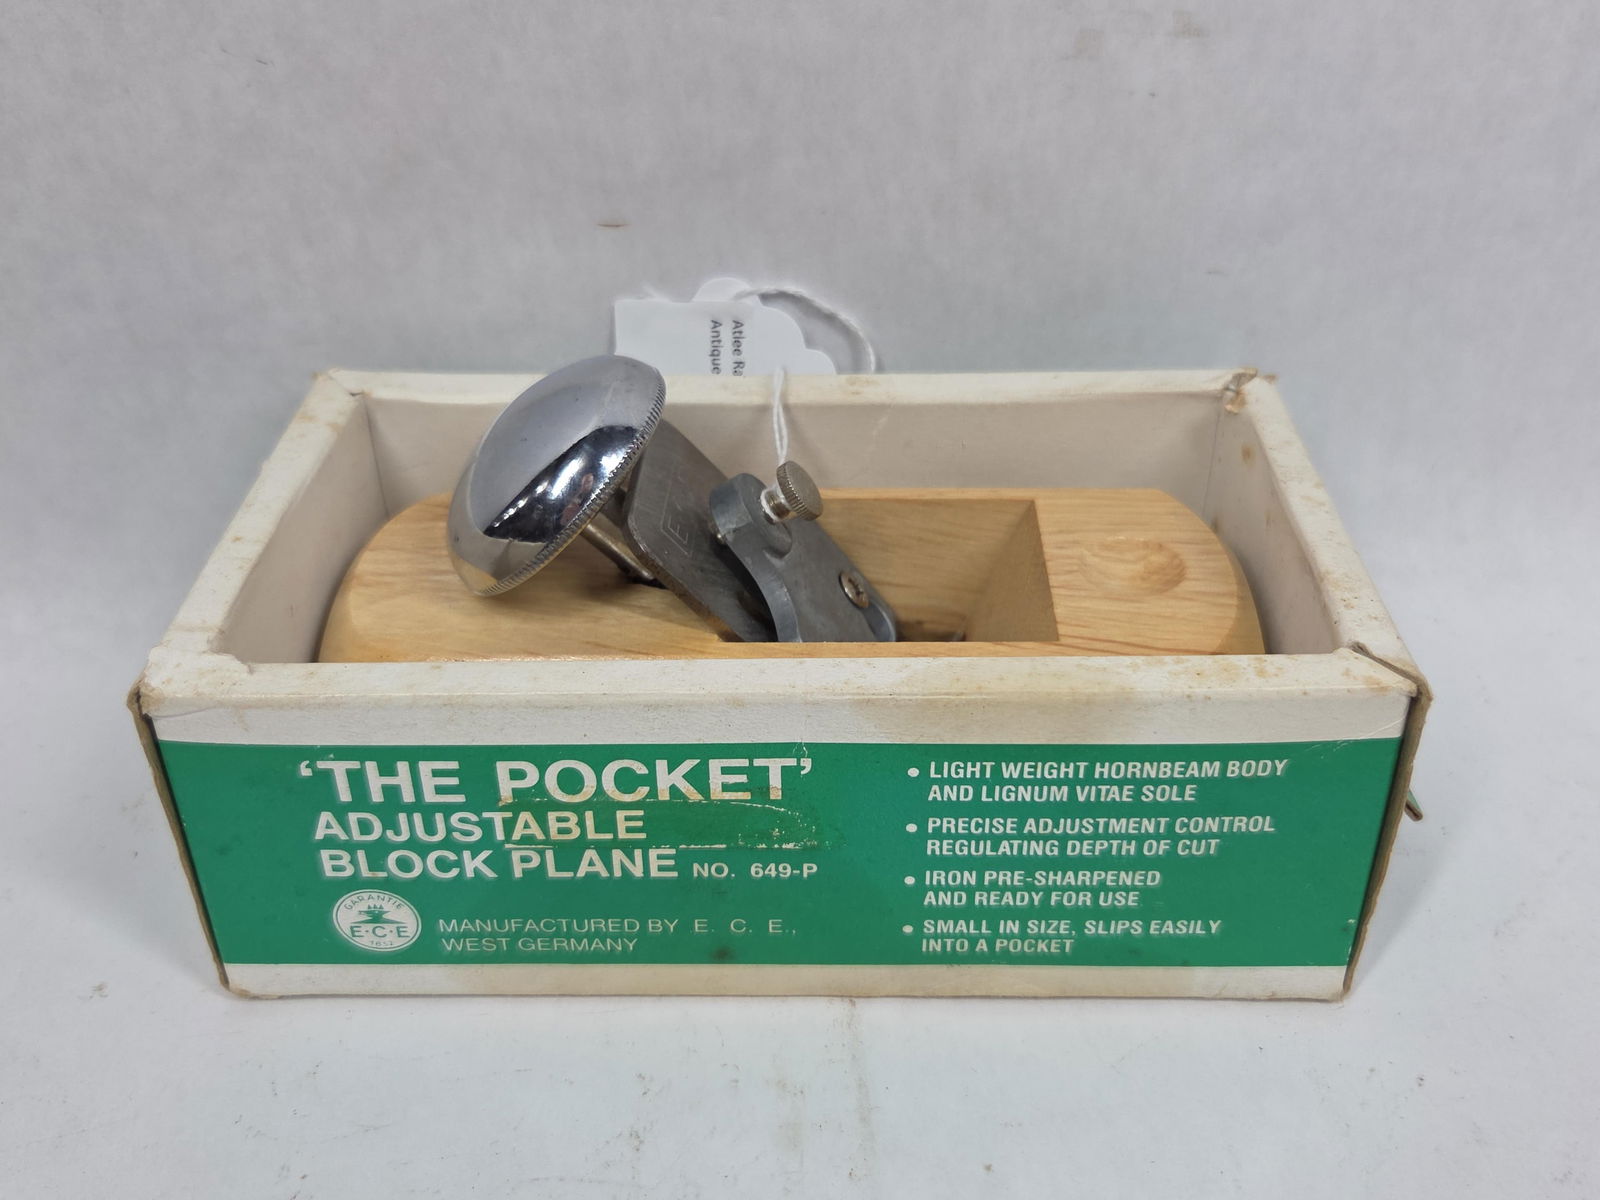 Atlee Ra
Antique
E
'THE POCKET'
ADJUSTABLE
BLOCK PLANE NO. 649-P
GARANTIE
E·C·E
MANUFACTURED BY E. C. E.,
WEST GERMANY
• LIGHT WEIGHT HORNBEAM BODY
AND LIGNUM VITAE SOLE
• PRECISE ADJUSTMENT CONTROL
REGULATING DEPTH OF CUT
• IRON PRE-SHARPENED
AND READY FOR USE
• SMALL IN SIZE, SLIPS EASILY
INTO A POCKET